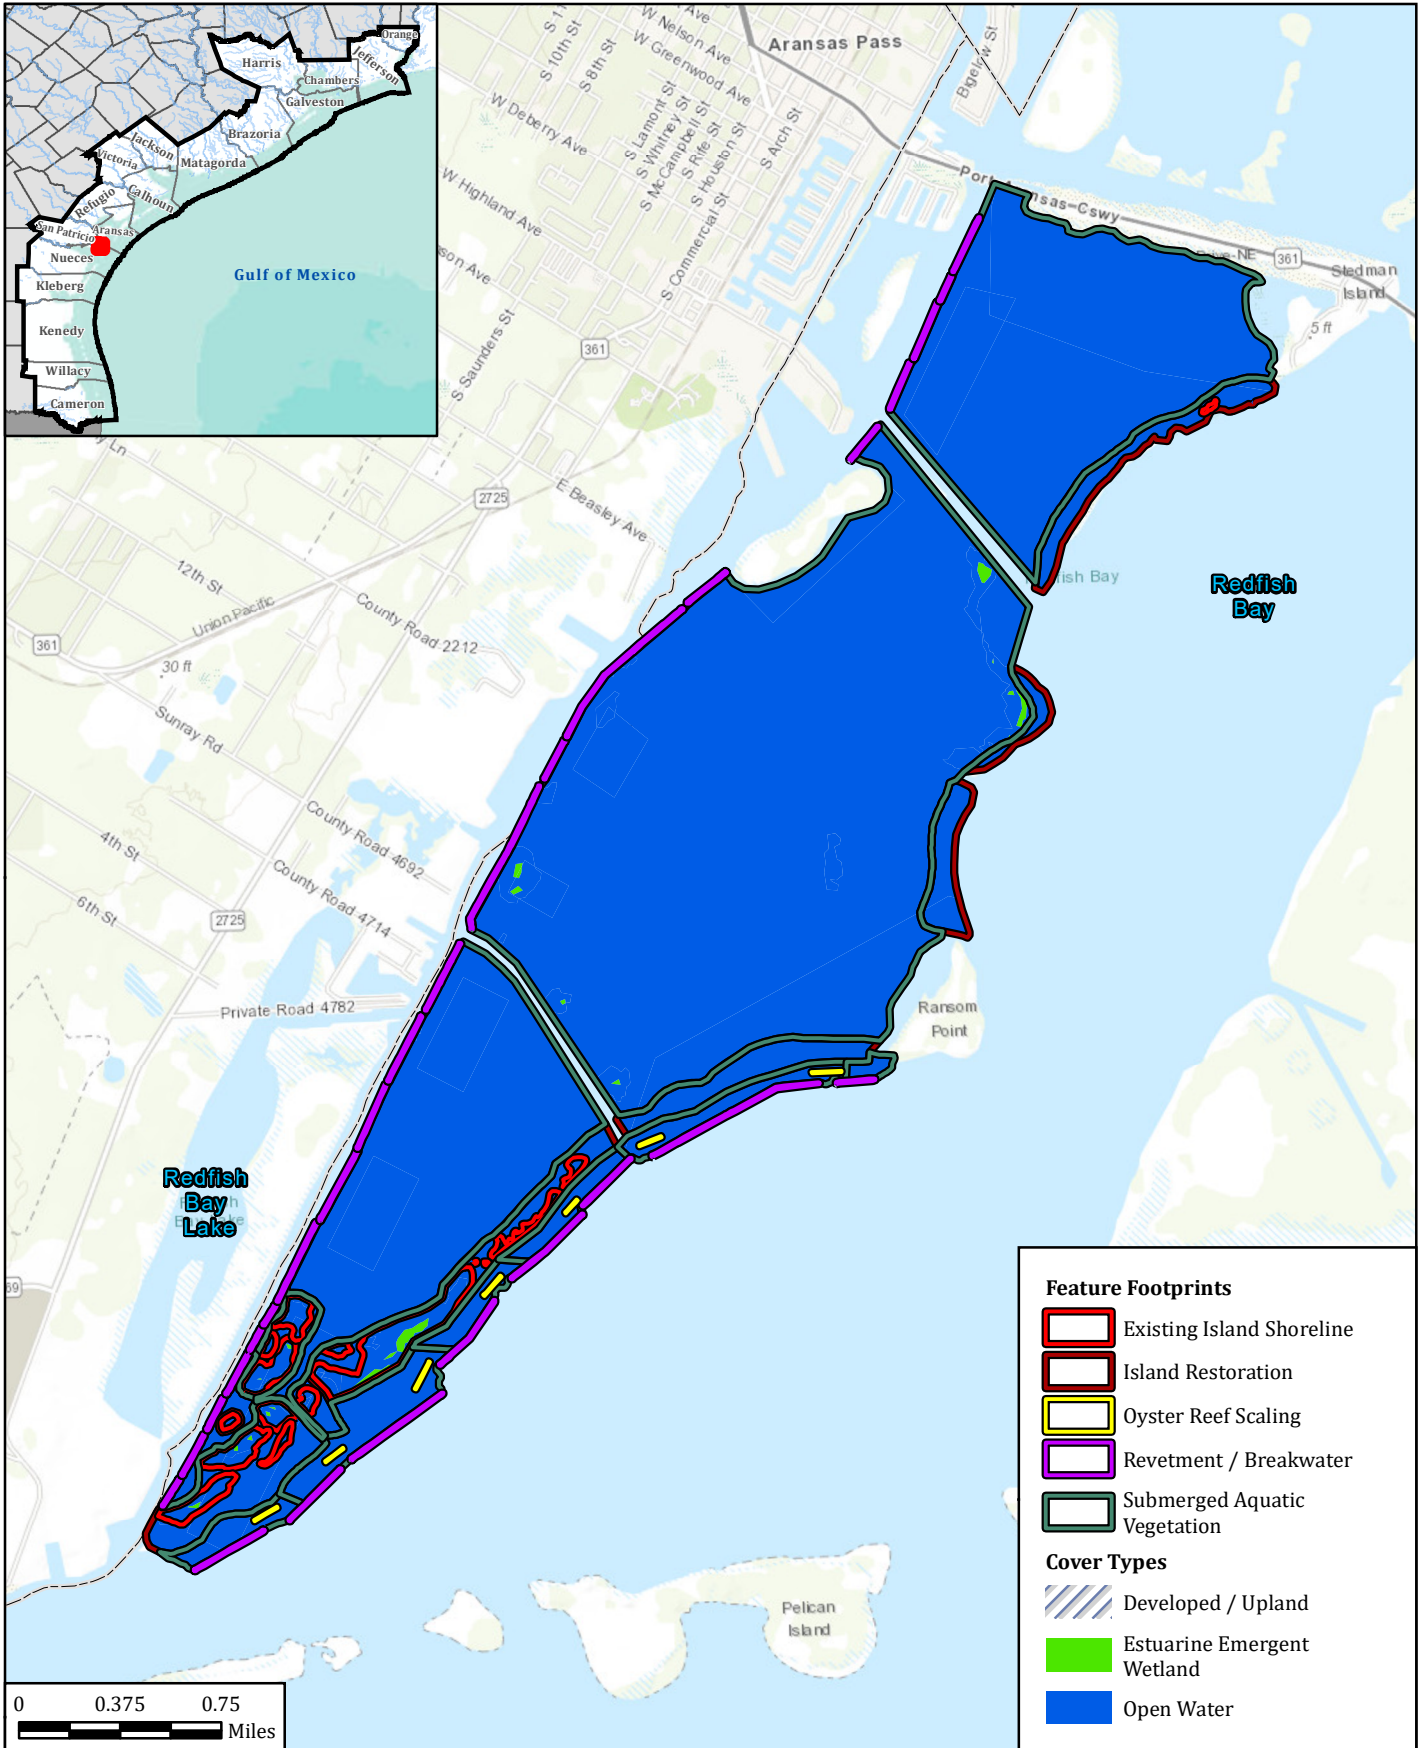 Orange
Harris
Jefferson
Chambers
Galveston
Brazoria
Jackson
Matagorda
Victoria
Calhoun
Refugio
Aransas
San Patricio
Nueces
Kleberg
Kenedy
Willacy
Cameron
Gulf of Mexico
Aransas Pass
W Nelson Ave
W Greenwood Ave
S 10th St
S 8th St
W Deberry Ave
W Highland Ave
S Lamont St
S Whitney St
S McCampbell St
S Rife St
S Houston St
S Arch St
S Commercial St
S Saunders St
Bigelow St
361
Stedman
Island
5 ft
361
2725
E Beasley Ave
12th St
Union Pacific
County Road 2212
361
30 ft
Sunray Rd
County Road 4692
4th St
County Road 4714
6th St
2725
Private Road 4782
Redfish
Bay
Ransom
Point
Redfish
Bay
Lake
69
Pelican
Island
Feature Footprints
Existing Island Shoreline
Island Restoration
Oyster Reef Scaling
Revetment / Breakwater
Submerged Aquatic
Vegetation
Cover Types
Developed / Upland
Estuarine Emergent
Wetland
Open Water
0 0.375 0.75
Miles